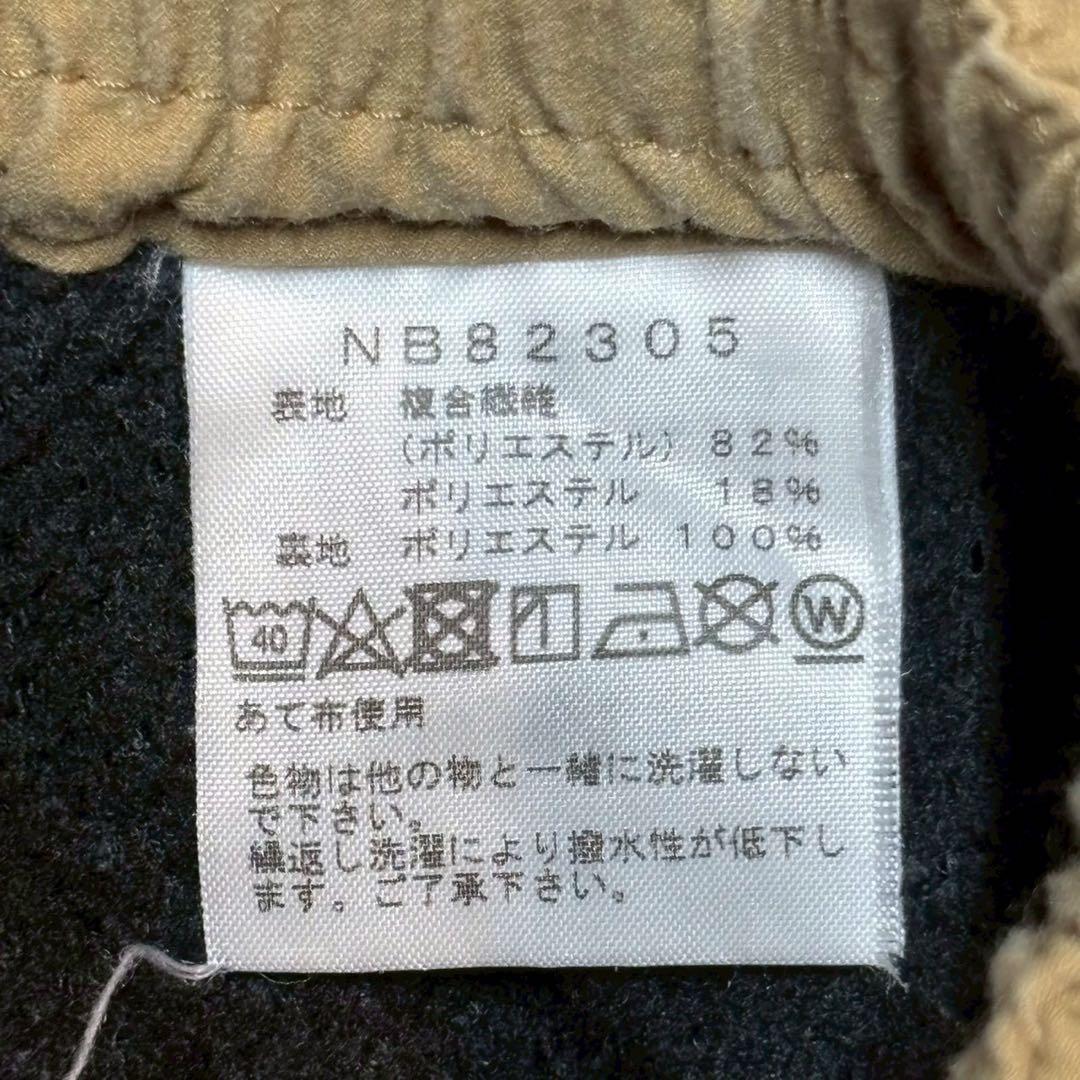 NB82305
表地 複合繊維
(ポリエステル) 82%
ポリエステル 18%
裏地 ポリエステル 100%
40 W
あて布使用
色物は他の物と一緒に洗濯しない
で下さい。
繰返し洗濯により撥水性が低下し
ます。ご了承下さい。